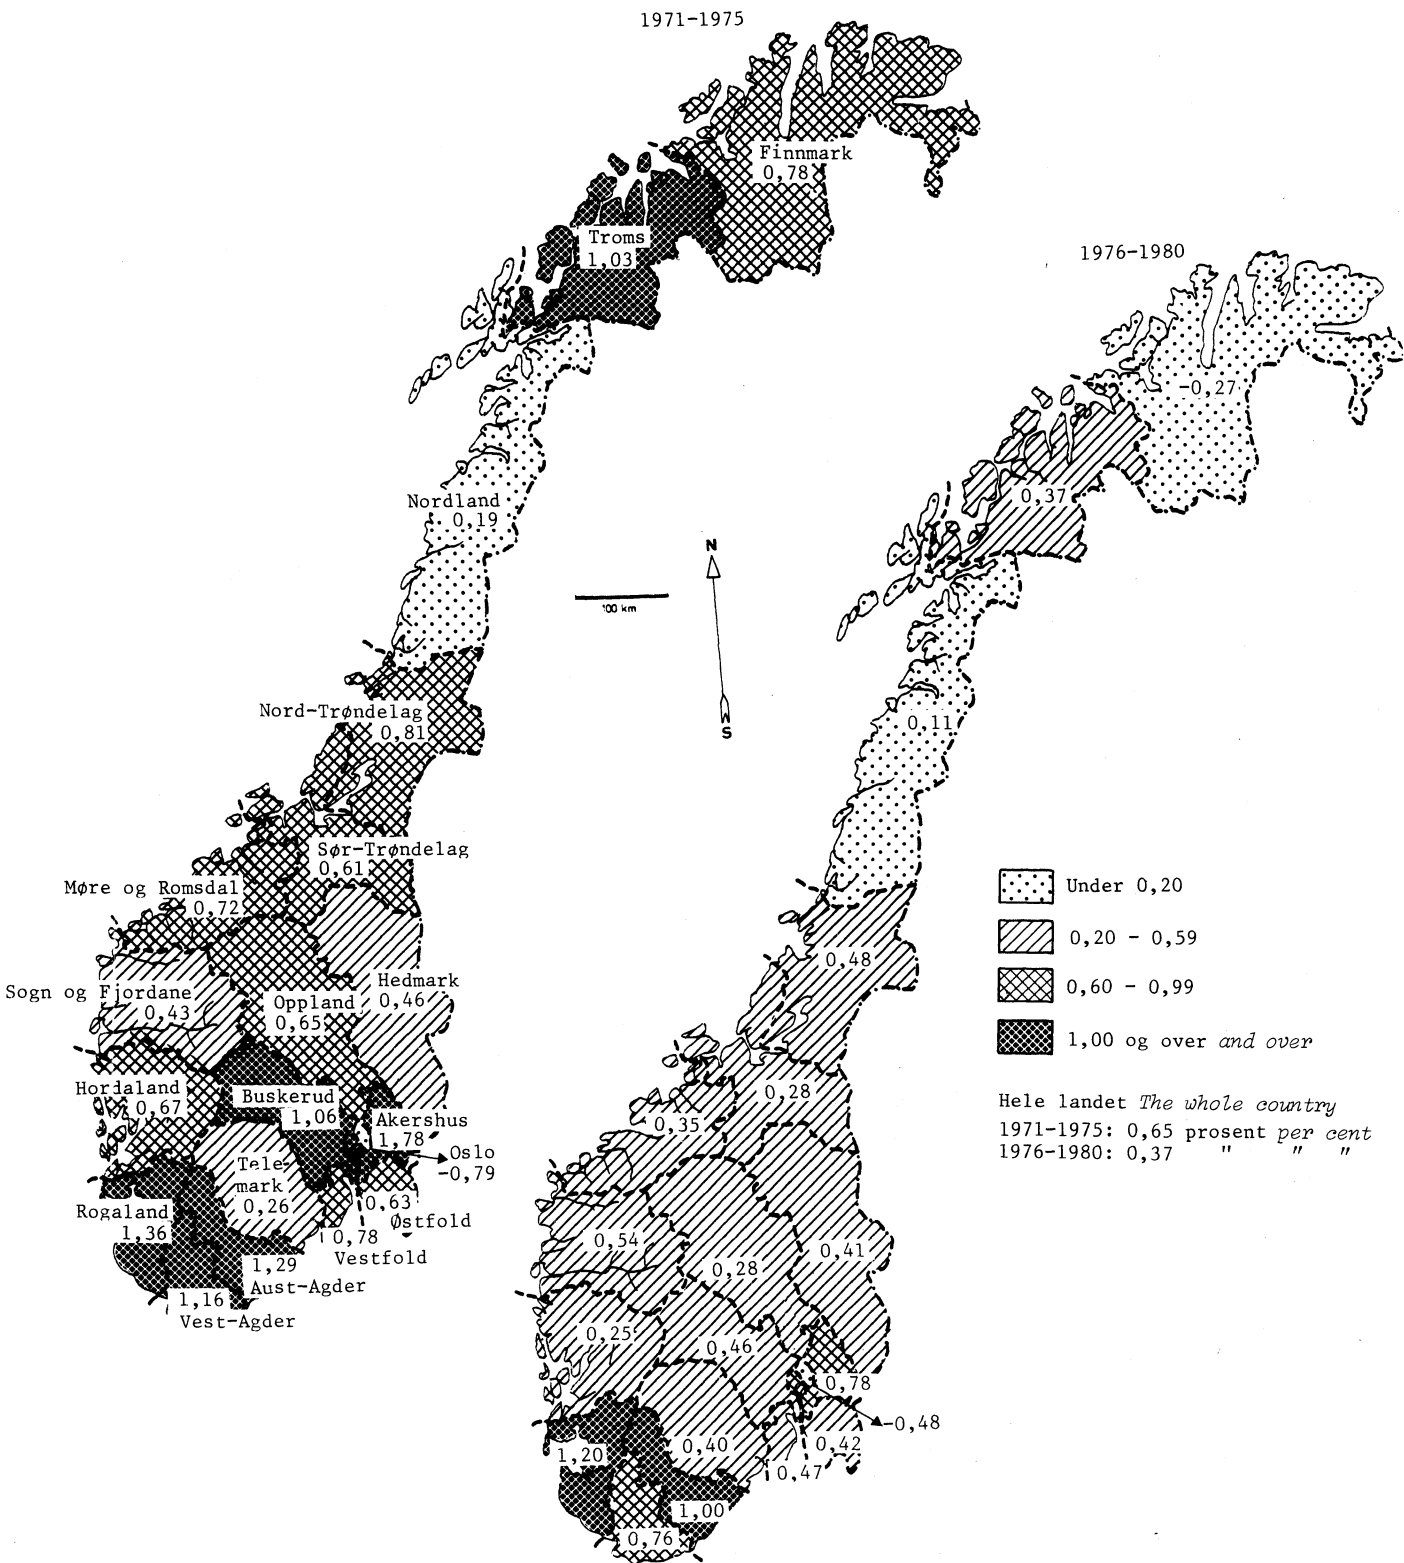 1971-1975
Finnmark
0,78
Troms
1,03
Nordland
0,19
Nord-Trøndelag
0,81
Sør-Trøndelag
0,61
Møre og Romsdal
0,72
Hedmark
0,46
Sogn og Fjordane
0,43
Oppland
0,65
Hordaland
0,67
Buskerud
1,06
Akershus
1,78
Oslo
-0,79
Tele-
mark
0,26
Rogaland
1,36
0,63
Østfold
0,78
Vestfold
1,29
Aust-Agder
1,16
Vest-Agder
N
100 km
S
1976-1980
-0,27
0,37
0,11
0,48
0,28
0,35
0,54
0,28
0,41
0,25
0,46
0,78
-0,48
0,42
0,47
0,40
1,20
1,00
0,76
Under 0,20
0,20 - 0,59
0,60 - 0,99
1,00 og over and over
Hele landet The whole country
1971-1975: 0,65 prosent per cent
1976-1980: 0,37 " " "